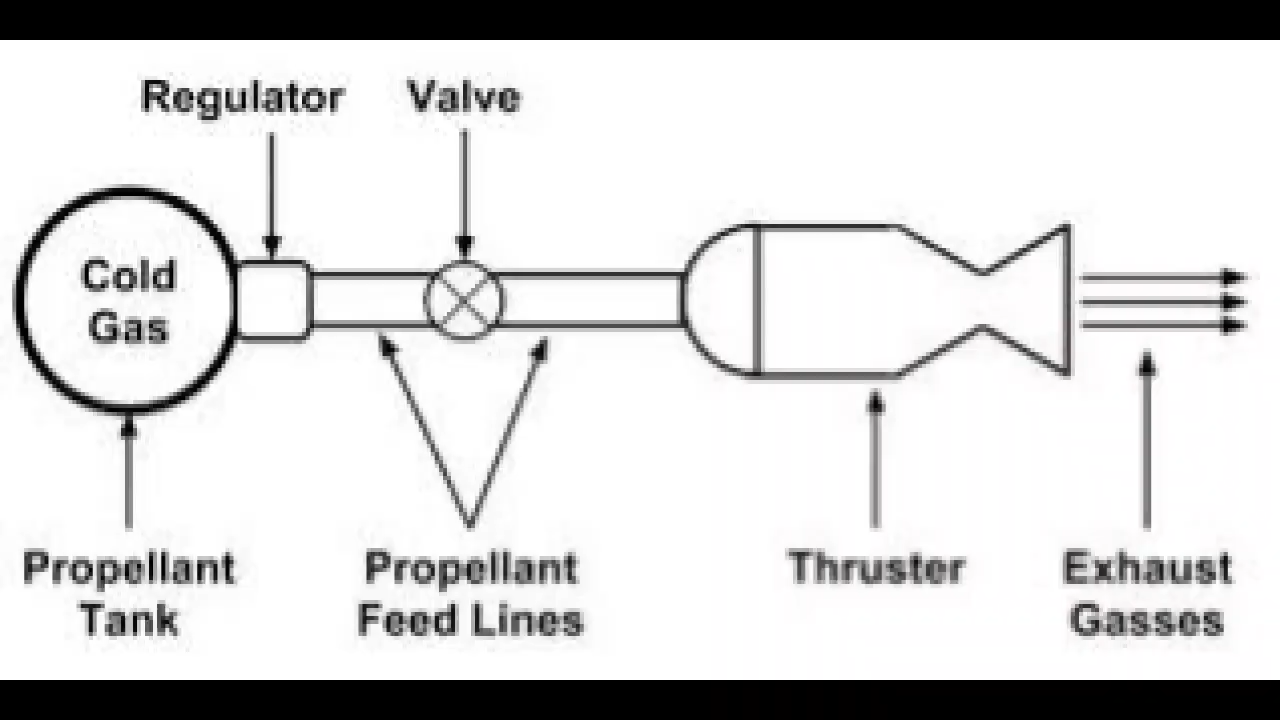 Regulator
Valve
Cold
Gas
Propellant
Tank
Propellant
Feed Lines
Thruster
Exhaust
Gasses